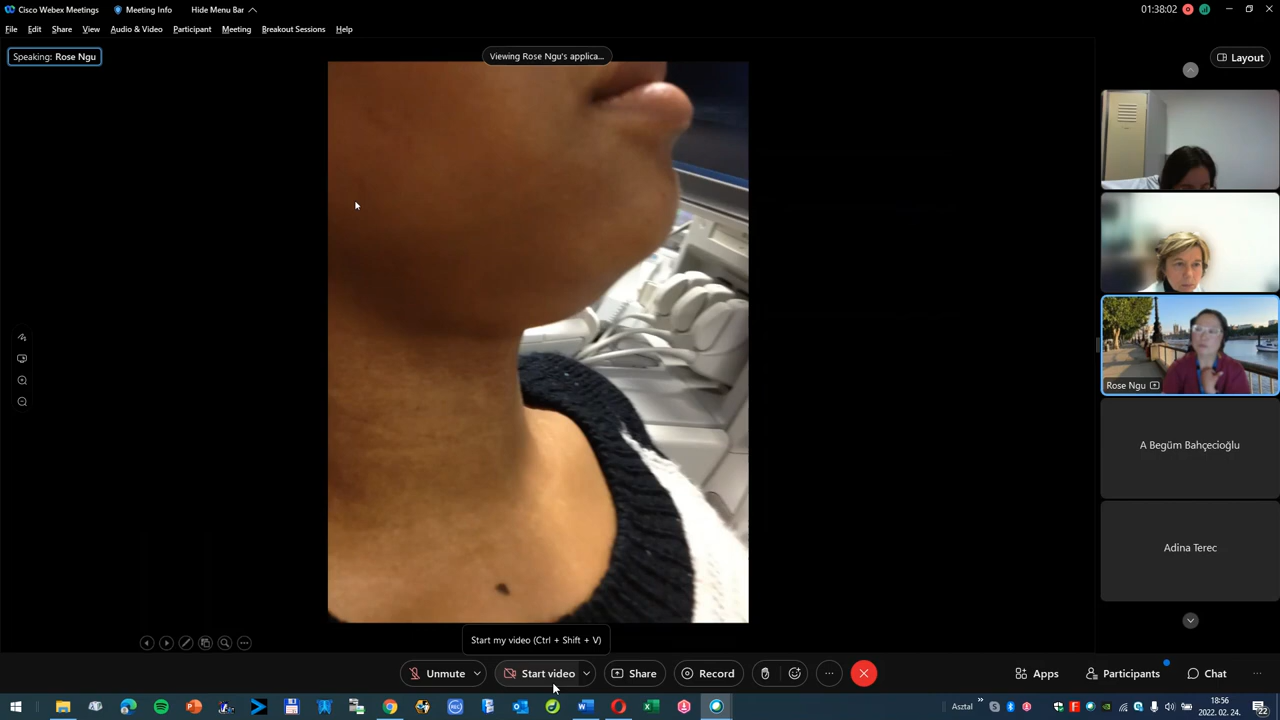 Cisco Webex Meetings
Meeting Info
Hide Menu Bar
01:38:02
File Edit Share View Audio & Video Participant Meeting Breakout Sessions Help
Speaking: Rose Ngu
Viewing Rose Ngu's applica...
Layout
Rose Ngu
A Begüm Bahçecioğlu
Adina Terec
Start my video (Ctrl + Shift + V)
Unmute
Start video
Share
Record
Apps
Participants
Chat
Asztal
18:56
2022. 02. 24.
22